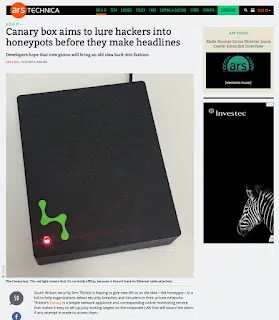 ars TECHNICA
SUBSCRIBE
Canary box aims to lure hackers into
honeypots before they make headlines
Developers hope that new gizmo will bring an old idea back into fashion.
ars
Investec
The Canary box. The red light means that it's currently offline, because it doesn't have its Ethernet cable attached.
South African security firm Thinkst is hoping to give new life to an old idea—the honeypot—in a
bid to help organizations detect security breaches and intruders in their private networks.
Thinkst's Canary is a simple network appliance and corresponding online monitoring service
that makes it easy to set up juicy-looking targets on the corporate LAN that will sound the alarm
if any attempt is made to access them.